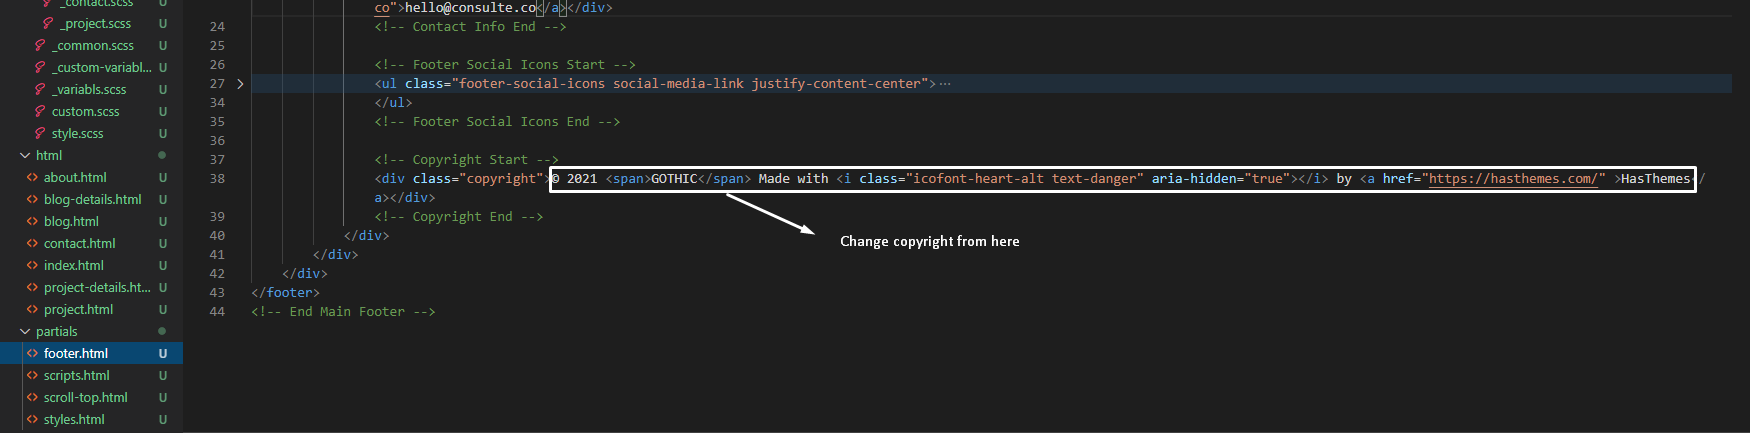 _contact.scss U
_project.scss U
_common.scss U
_custom-variabl... U
_variabls.scss U
custom.scss U
style.scss U
html
about.html U
blog-details.html U
blog.html U
contact.html U
index.html U
project-details.ht... U
project.html U
partials
footer.html U
scripts.html U
scroll-top.html U
styles.html U
co">hello@consulte.co</a></div>
24 <!-- Contact Info End -->
25
26 <!-- Footer Social Icons Start -->
27 <ul class="footer-social-icons social-media-link justify-content-center">···
34 </ul>
35 <!-- Footer Social Icons End -->
36
37 <!-- Copyright Start -->
38 <div class="copyright">© 2021 <span>GOTHIC</span> Made with <i class="icofont-heart-alt text-danger" aria-hidden="true"></i> by <a href="https://hasthemes.com/" >HasThemes</
a></div>
39 <!-- Copyright End -->
40 </div>
41 </div>
42 </div>
43 </footer>
44 <!-- End Main Footer -->
Change copyright from here